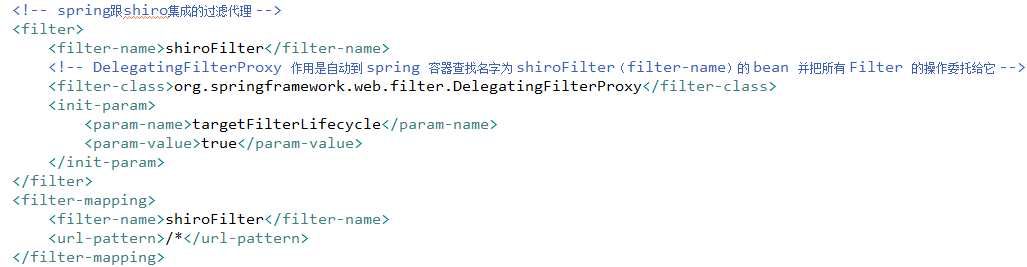 <!-- spring跟shiro集成的过滤代理 -->
<filter>
<filter-name>shiroFilter</filter-name>
<!-- DelegatingFilterProxy 作用是自动到 spring 容器查找名字为 shiroFilter（filter-name）的 bean 并把所有 Filter 的操作委托给它 -->
<filter-class>org.springframework.web.filter.DelegatingFilterProxy</filter-class>
<init-param>
<param-name>targetFilterLifecycle</param-name>
<param-value>true</param-value>
</init-param>
</filter>
<filter-mapping>
<filter-name>shiroFilter</filter-name>
<url-pattern>/*</url-pattern>
</filter-mapping>